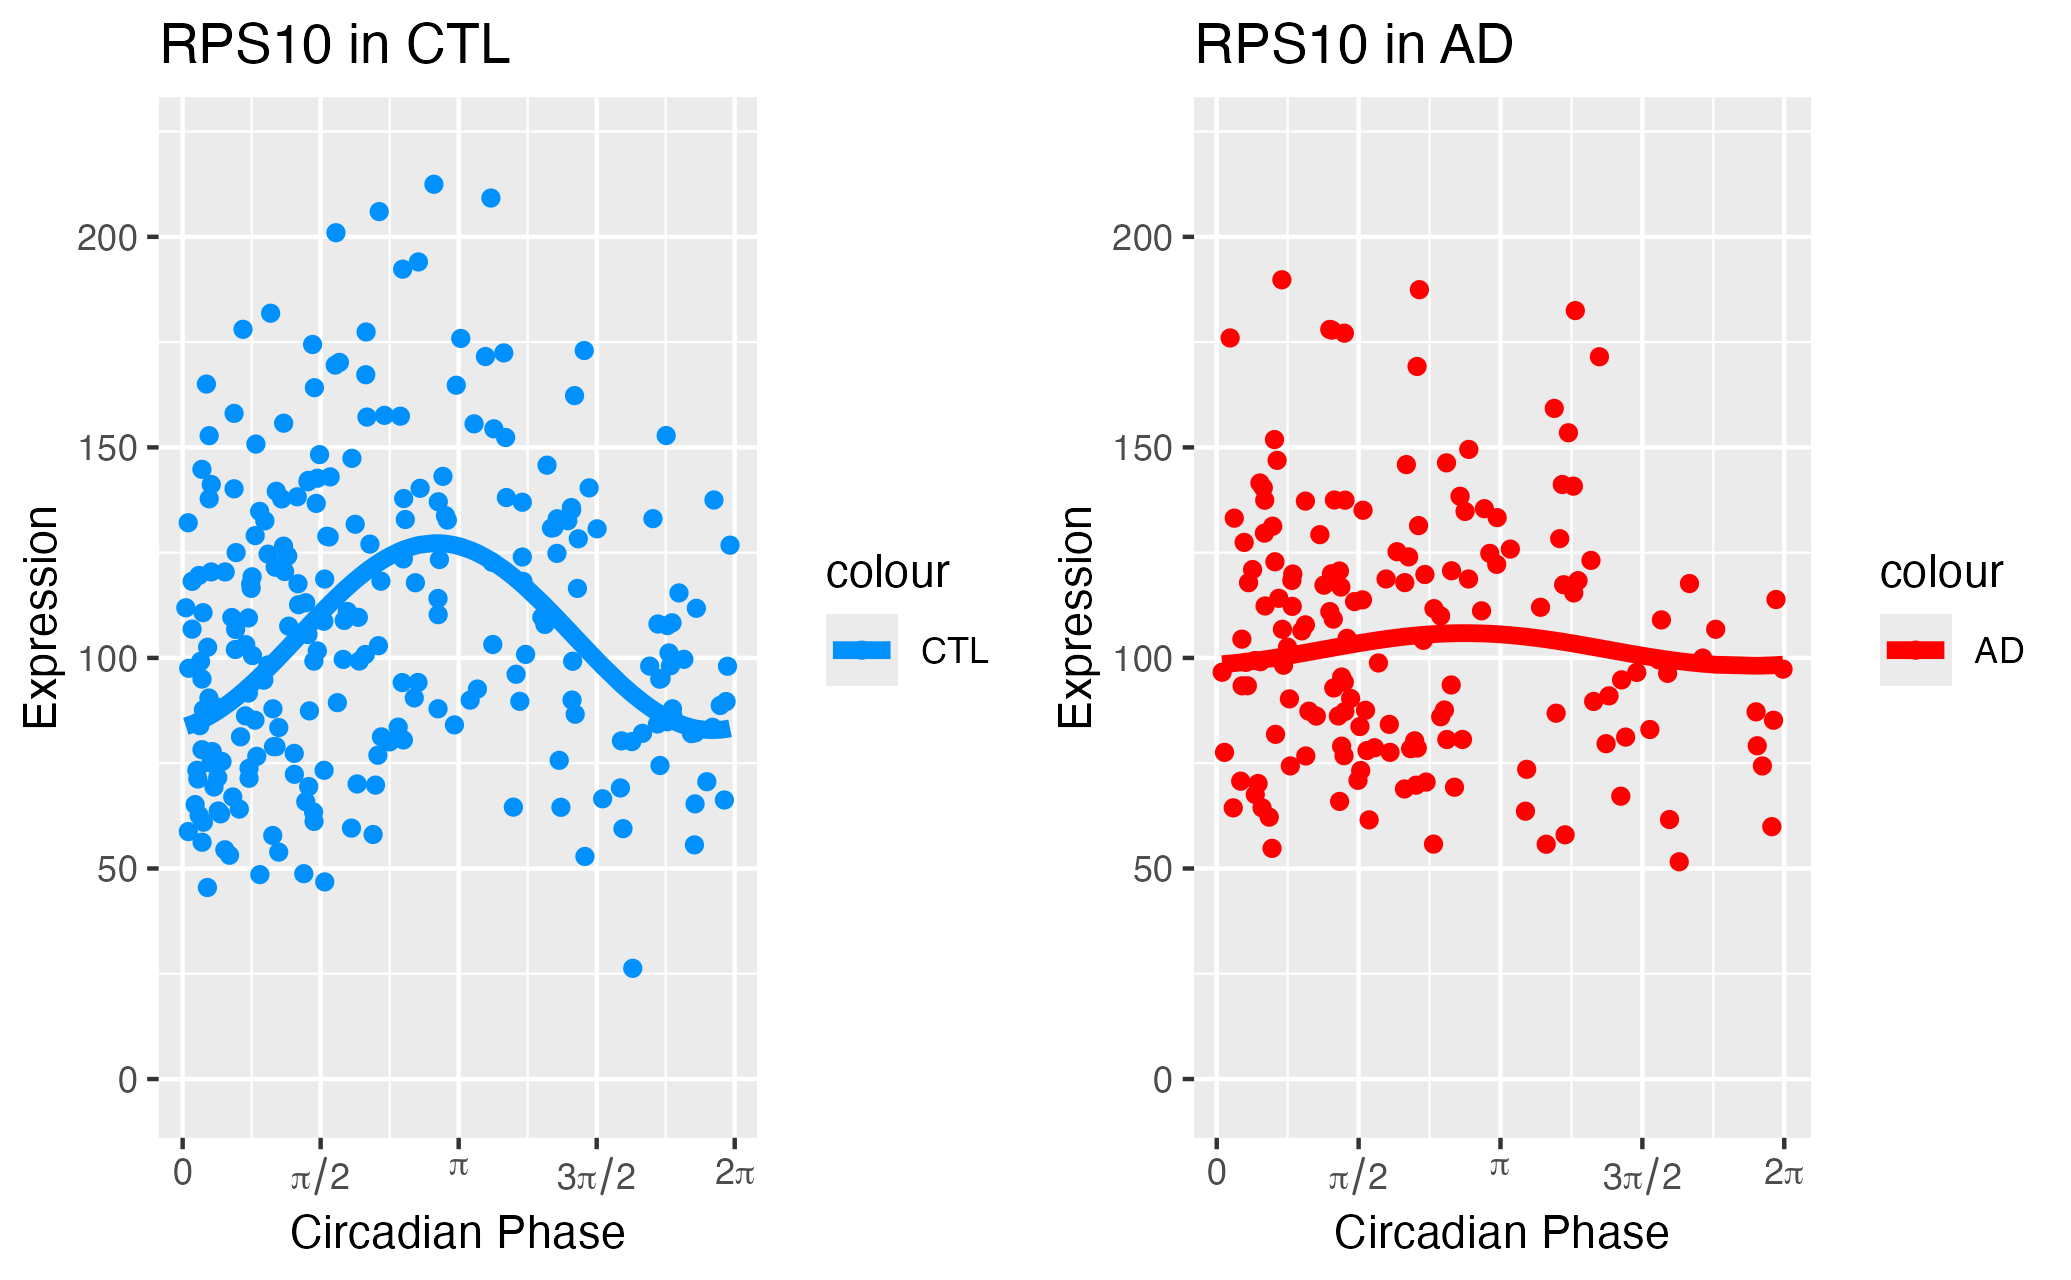 RPS10 in CTL
Expression
200
150
100
50
0
0 π/2 π 3π/2 2π
Circadian Phase
colour
CTL
RPS10 in AD
Expression
200
150
100
50
0
0 π/2 π 3π/2 2π
Circadian Phase
colour
AD